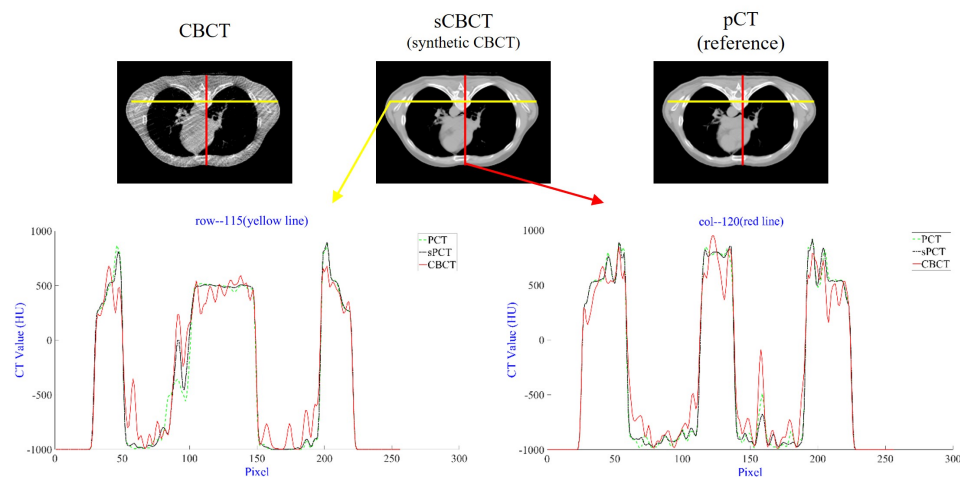 CBCT
sCBCT
(synthetic CBCT)
pCT
(reference)
row--115(yellow line)
PCT
sPCT
CBCT
1000
500
0
-500
-1000
CT Value (HU)
0
50
100
150
200
250
300
Pixel
col--120(red line)
PCT
sPCT
CBCT
1000
500
0
-500
-1000
CT Value (HU)
0
50
100
150
200
250
300
Pixel